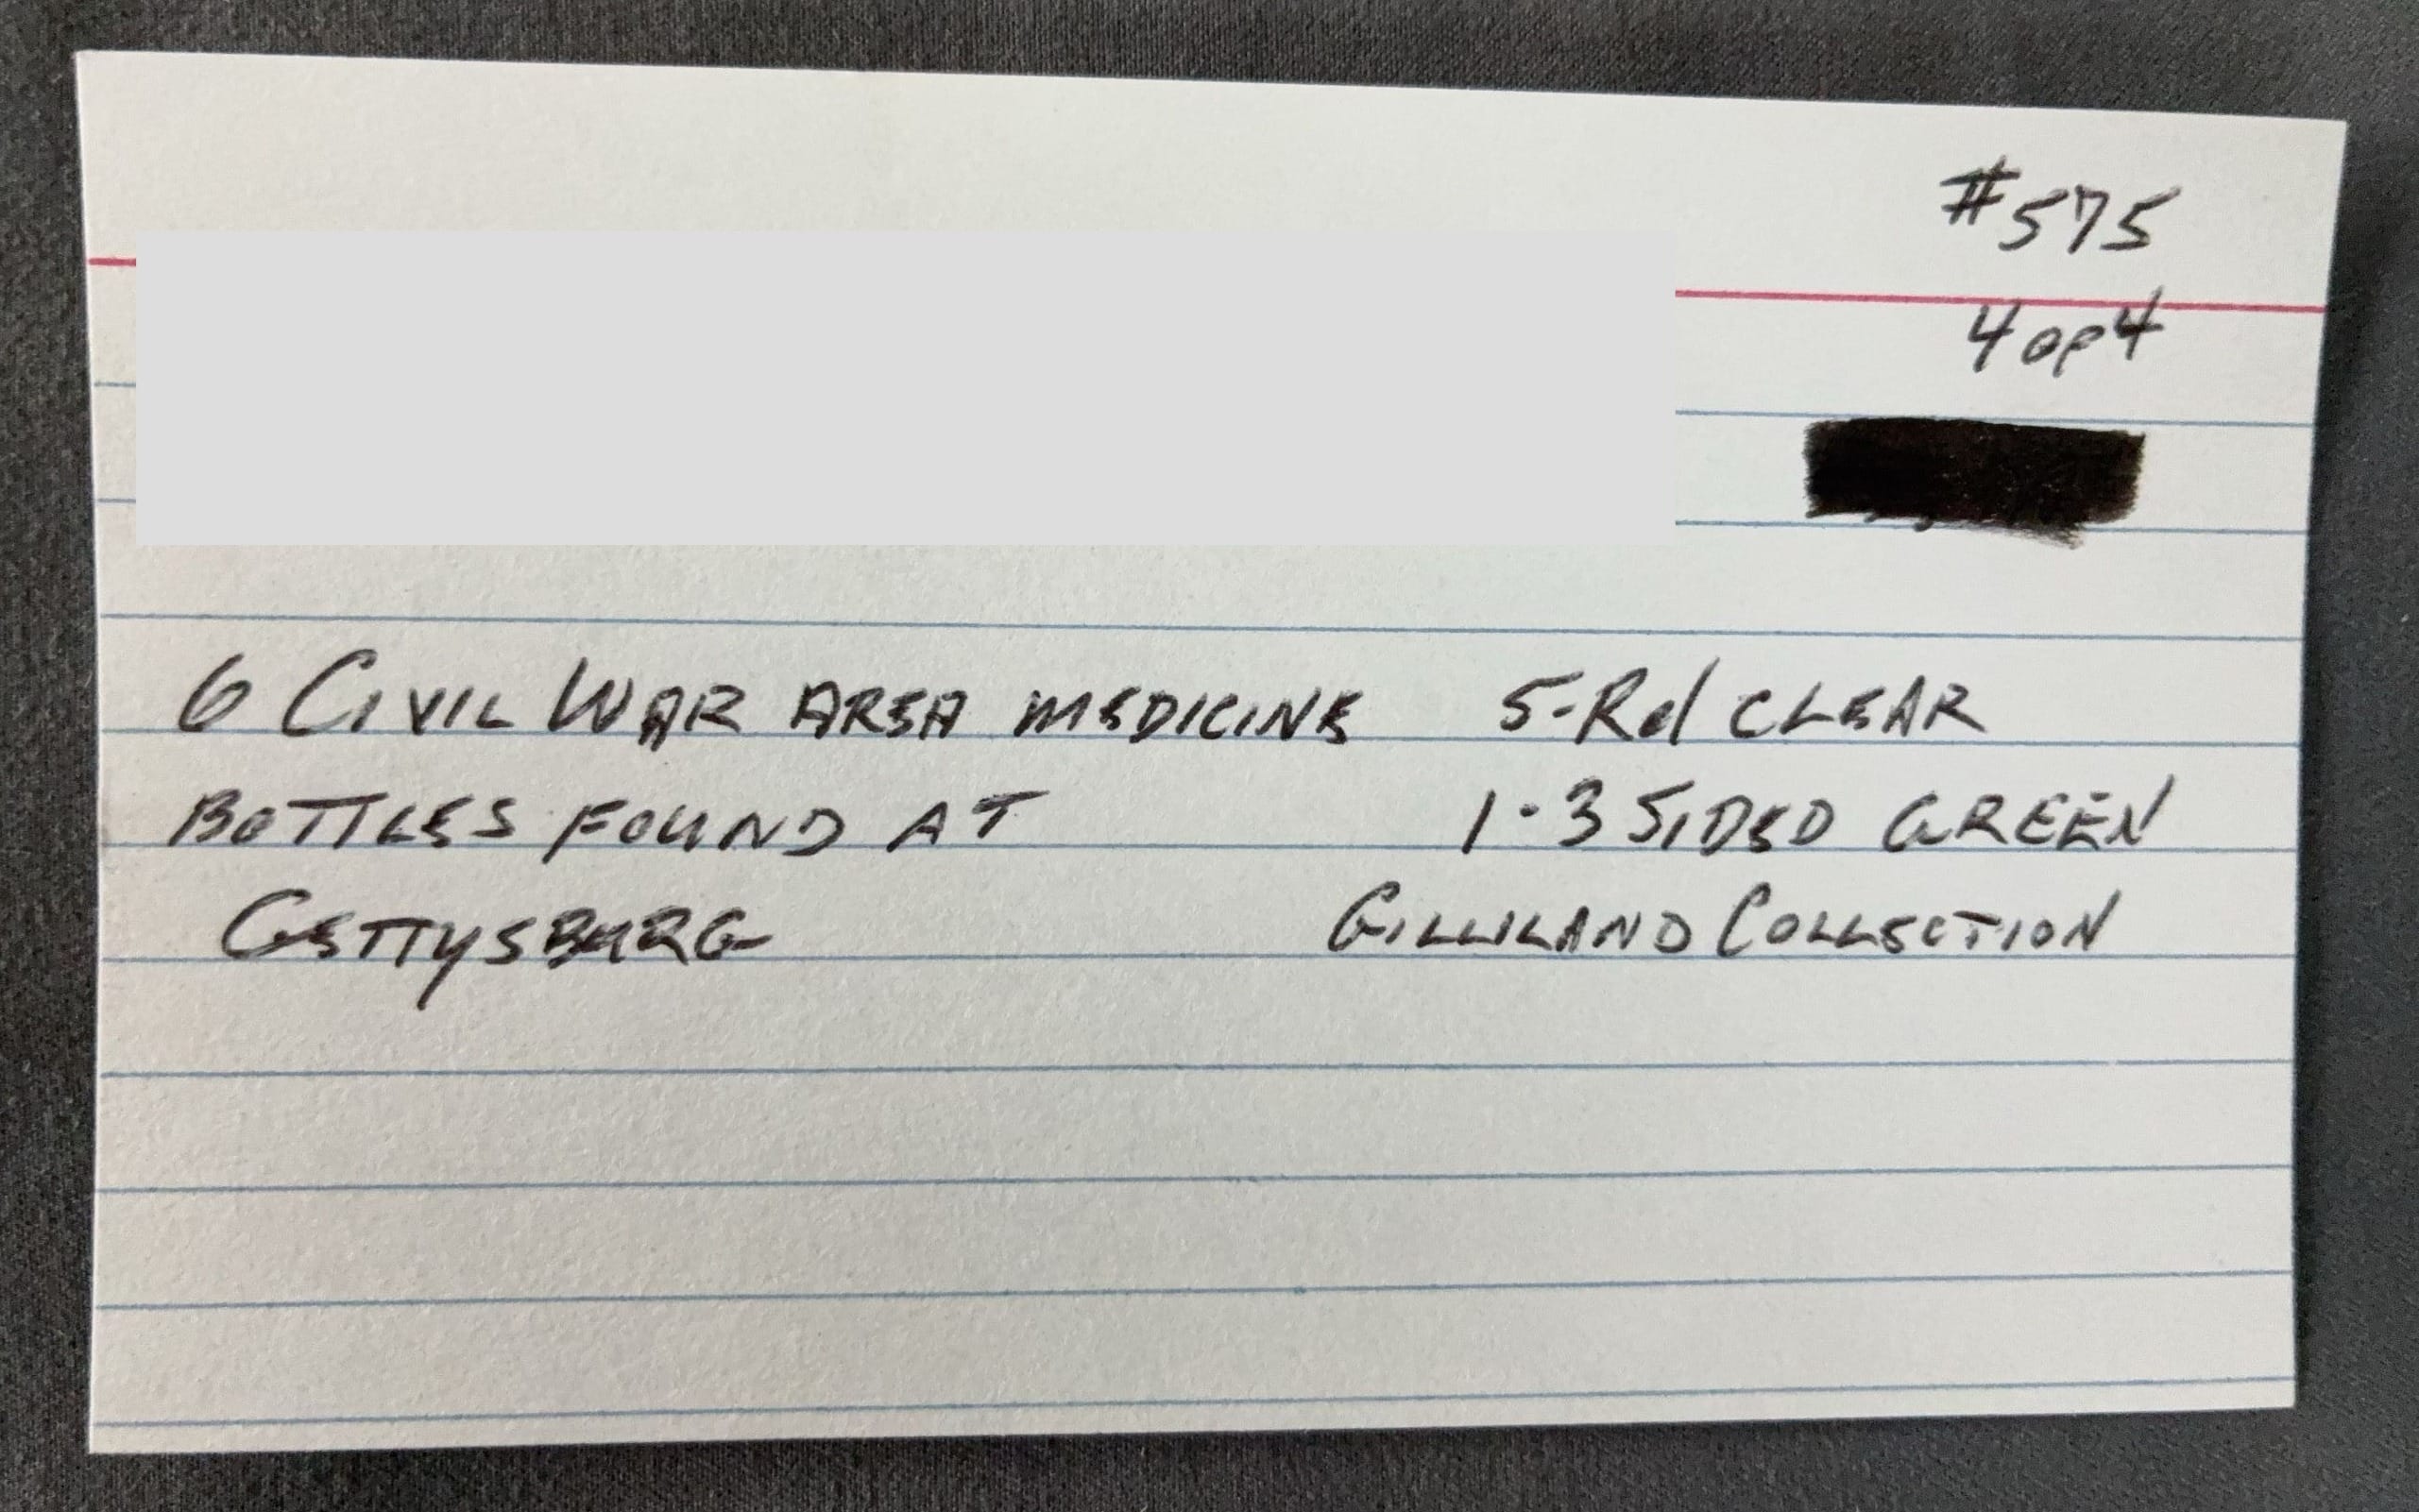 #575
4 of 4
6 Civil War area medicine
Bottles found at
Gettysburg
5-Rd clear
1-3 sided green
Gilliland Collection